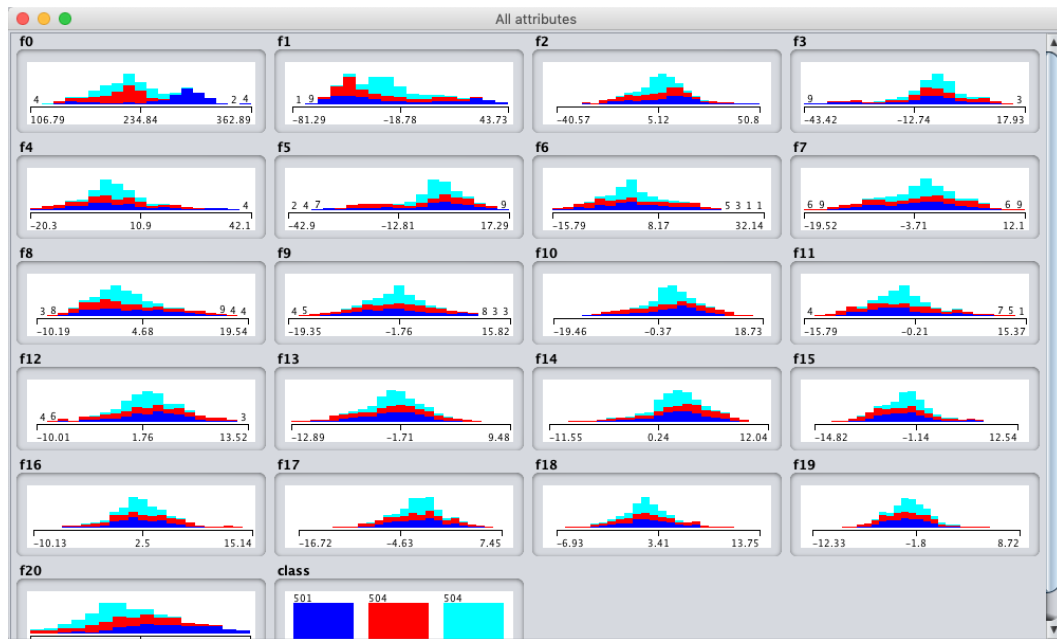 All attributes
f0 f1 f2 f3
4 2 4 1 9 9 3
106.79 234.84 362.89 -81.29 -18.78 43.73 -40.57 5.12 50.8 -43.42 -12.74 17.93
f4 f5 f6 f7
4 2 4 7 9 5 3 1 1 6 9 6 9
-20.3 10.9 42.1 -42.9 -12.81 17.29 -15.79 8.17 32.14 -19.52 -3.71 12.1
f8 f9 f10 f11
3 8 9 4 4 4 5 8 3 3 4 7 5 1
-10.19 4.68 19.54 -19.35 -1.76 15.82 -19.46 -0.37 18.73 -15.79 -0.21 15.37
f12 f13 f14 f15
4 6 3
-10.01 1.76 13.52 -12.89 -1.71 9.48 -11.55 0.24 12.04 -14.82 -1.14 12.54
f16 f17 f18 f19
-10.13 2.5 15.14 -16.72 -4.63 7.45 -6.93 3.41 13.75 -12.33 -1.8 8.72
f20 class
501 504 504